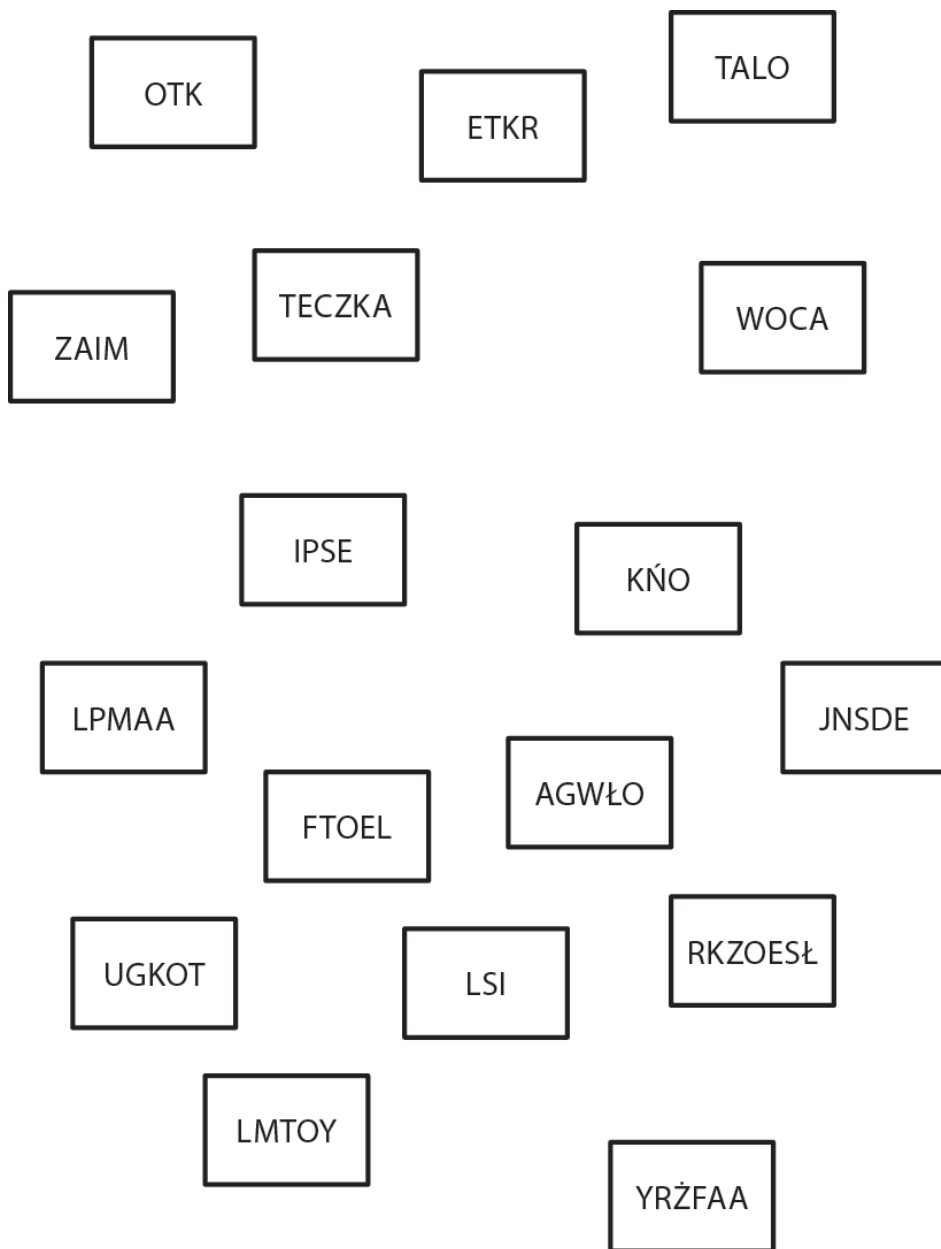 OTK
ETKR
TALO
ZAIM
TECZKA
WOCA
IPSE
KŃO
LPMAA
JNSDE
FTOEL
AGWŁO
UGKOT
LSI
RKZOESŁ
LMTOY
YRŻFAA